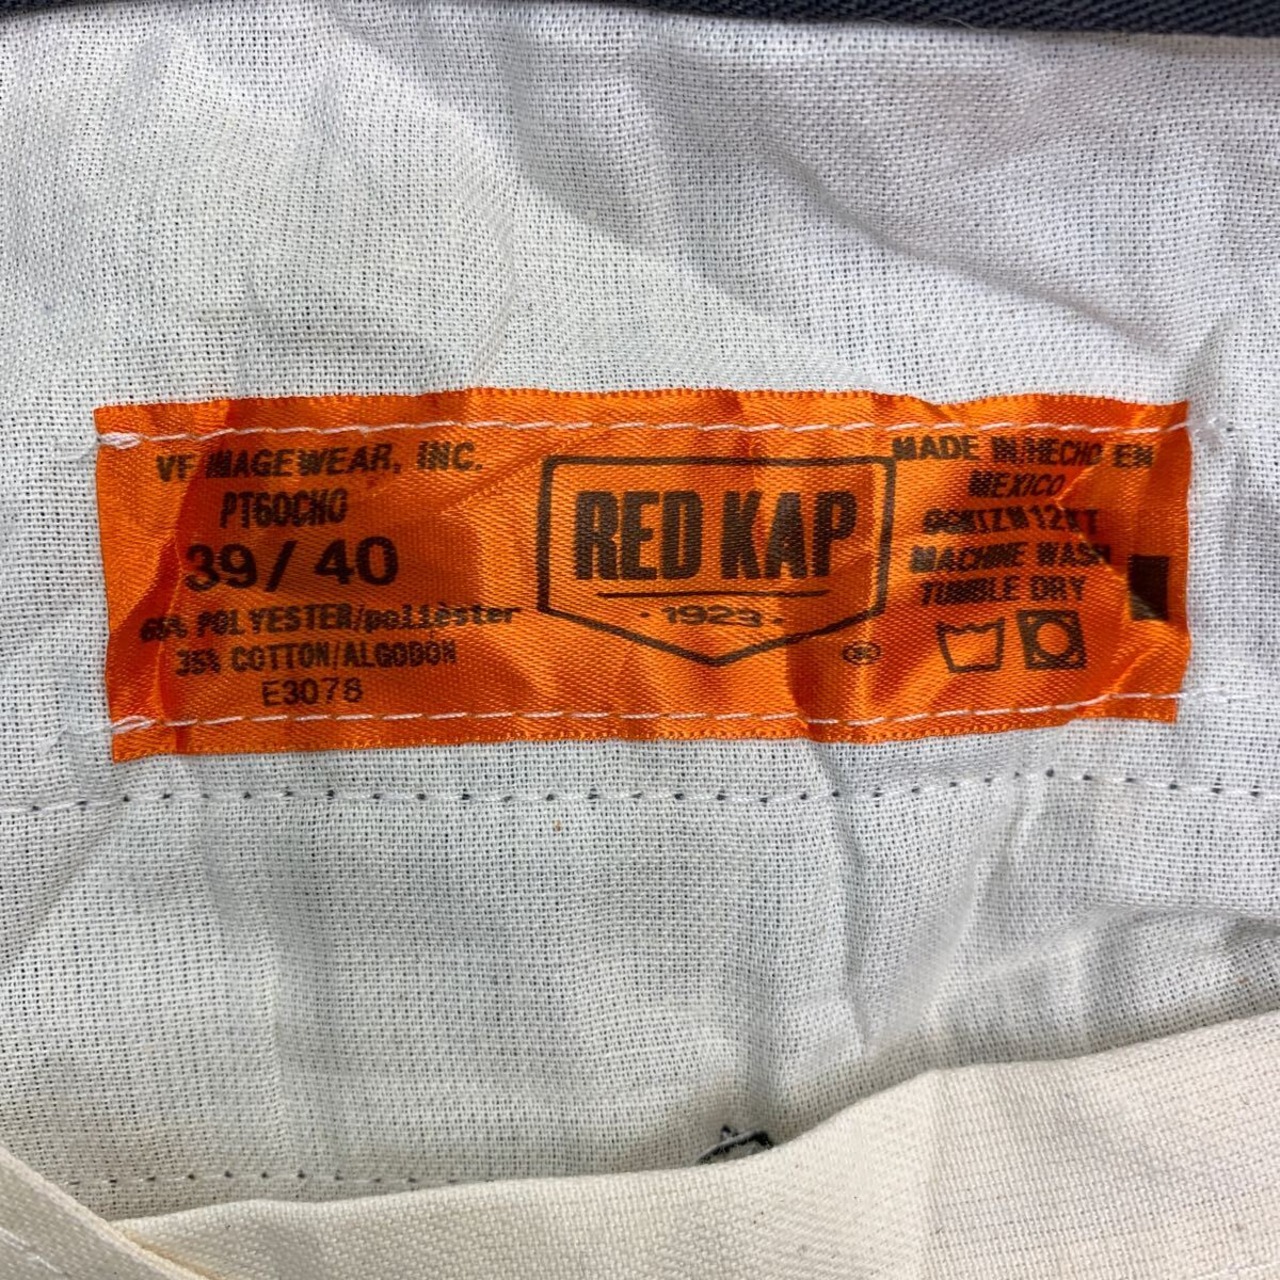 VF IMAGEWEAR, INC.
PT60CHO
39/40
65% POLYESTER/poliéster
35% COTTON/ALGODÓN
E3078
RED KAP
· 1923 ·
®
MADE IN/HECHO EN
MEXICO
MACHINE WASH
TUMBLE DRY